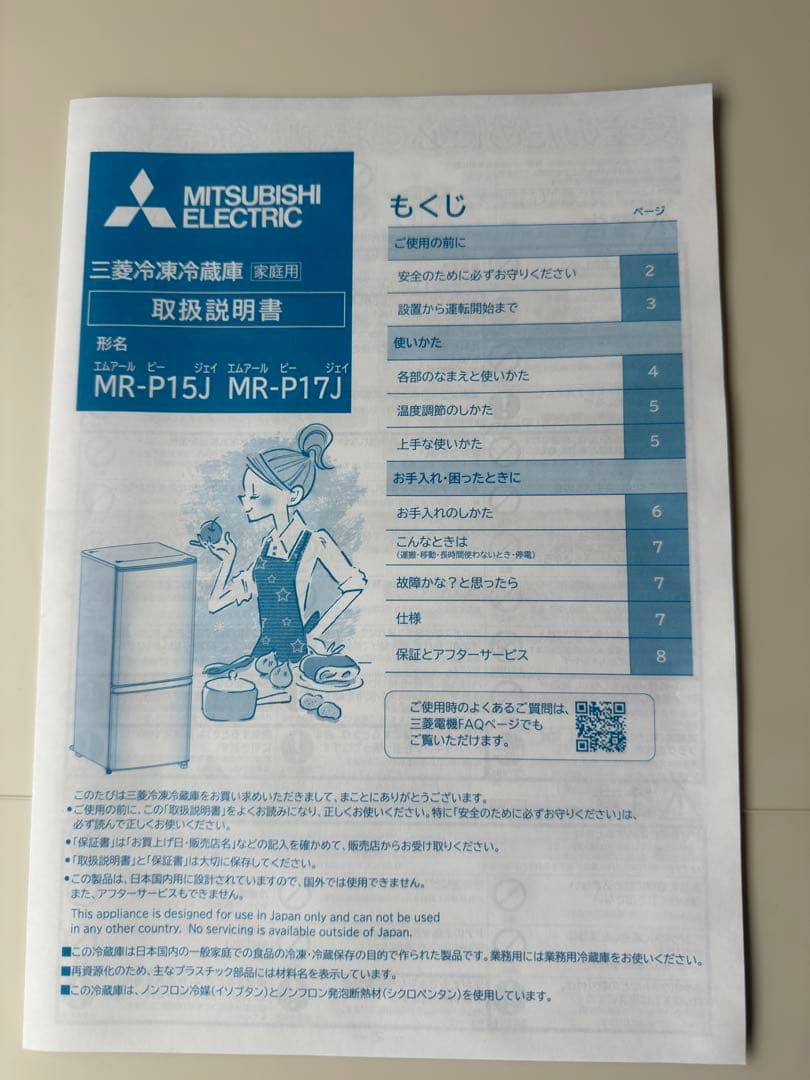 MITSUBISHI
ELECTRIC
三菱冷凍冷蔵庫 家庭用
取扱説明書
形名
エムアール ピー ジェイ エムアール ピー ジェイ
MR-P15J MR-P17J
もくじ
ページ
ご使用の前に
安全のために必ずお守りください 2
設置から運転開始まで 3
使いかた
各部のなまえと使いかた 4
温度調節のしかた 5
上手な使いかた 5
お手入れ・困ったときに
お手入れのしかた 6
こんなときは 7
(運搬・移動・長時間使わないとき・停電)
故障かな?と思ったら 7
仕様 7
保証とアフターサービス 8
ご使用時のよくあるご質問は、
三菱電機FAQページでも
ご覧いただけます。
このたびは三菱冷凍冷蔵庫をお買い求めいただきまして、まことにありがとうございます。
●ご使用の前に、この「取扱説明書」をよくお読みになり、正しくお使いください。特に「安全のために必ずお守りください」は、
必ず読んで正しくお使いください。
●「保証書」は「お買上げ日・販売店名」などの記入を確かめて、販売店からお受け取りください。
●「取扱説明書」と「保証書」は大切に保存してください。
●この製品は、日本国内用に設計されていますので、国外では使用できません。
また、アフターサービスもできません。
This appliance is designed for use in Japan only and can not be used
in any other country. No servicing is available outside of Japan.
■この冷蔵庫は日本国内の一般家庭での食品の冷凍・冷蔵保存の目的で作られた製品です。業務用には業務用冷蔵庫をお使いください。
■再資源化のため、主なプラスチック部品には材料名を表示しています。
■この冷蔵庫は、ノンフロン冷媒(イソブタン)とノンフロン発泡断熱材(シクロペンタン)を使用しています。